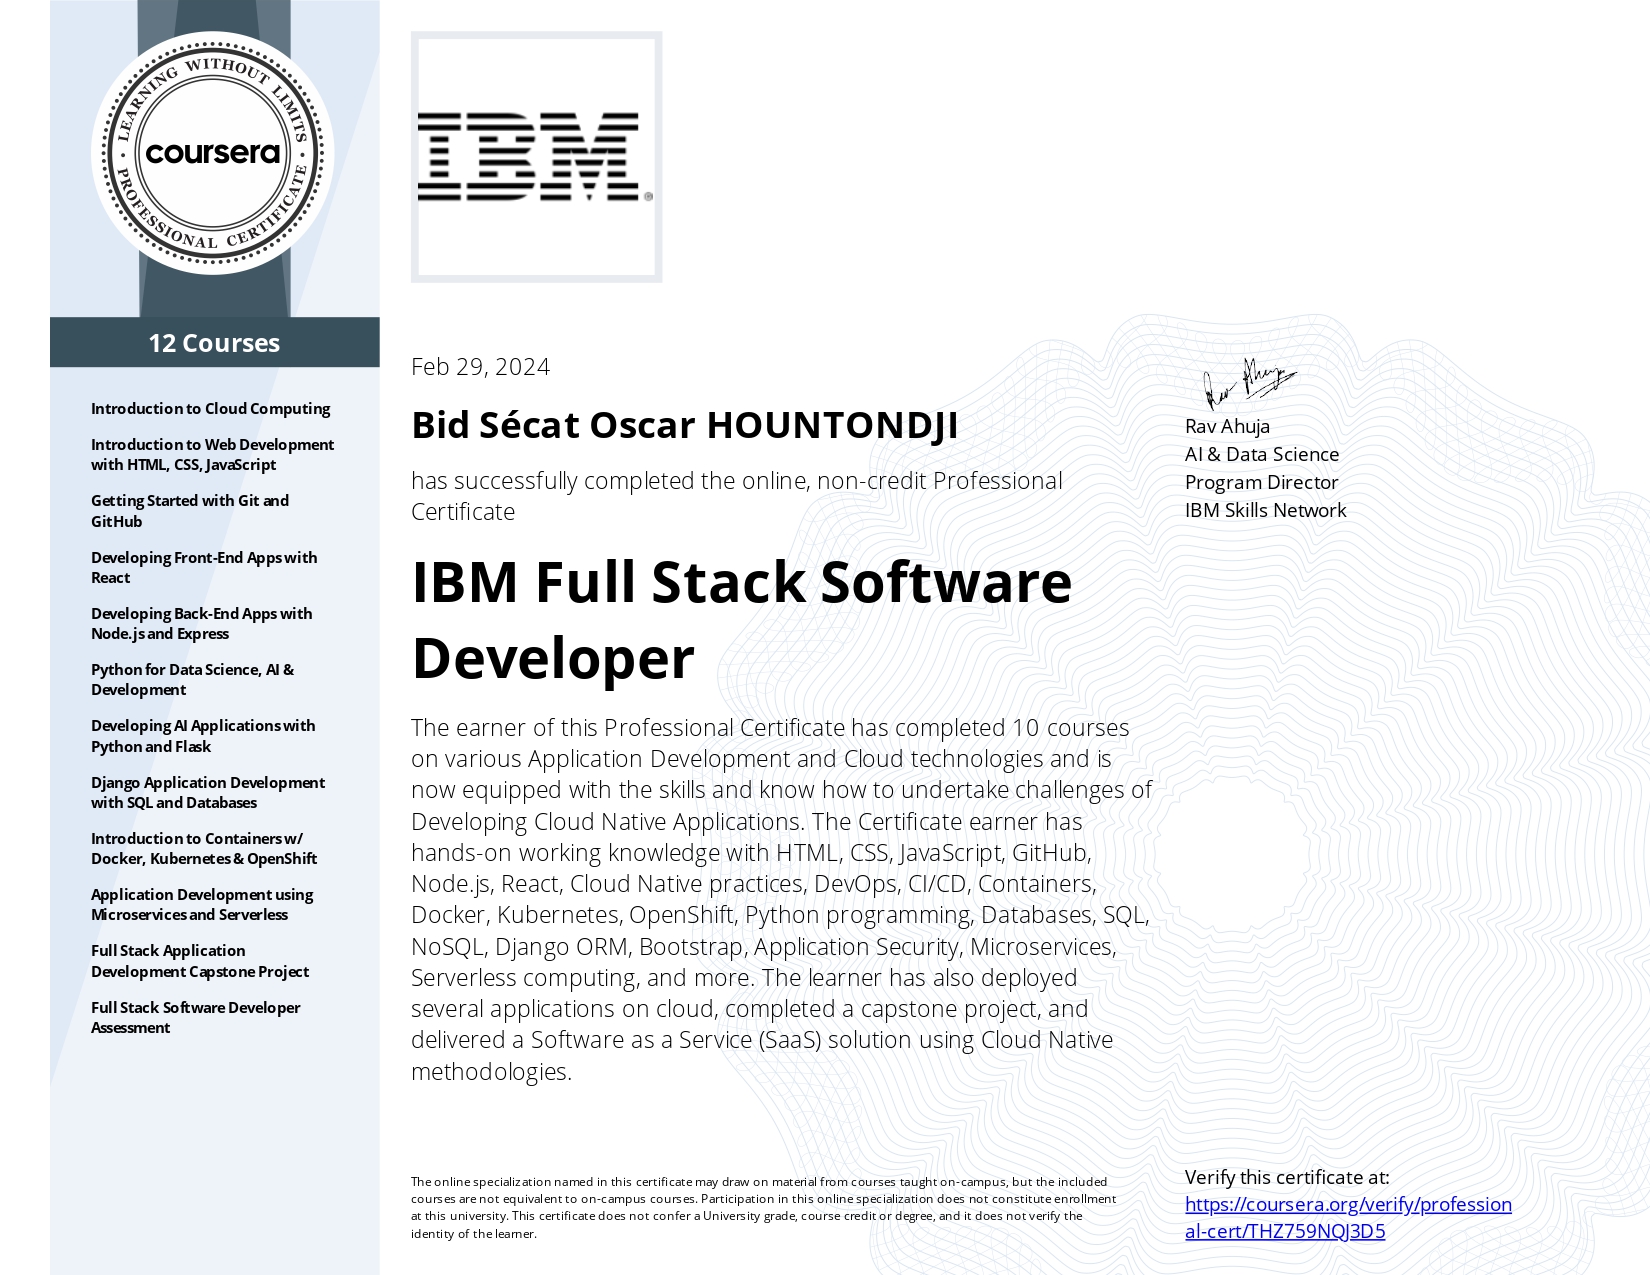 LEARNING WITHOUT LIMITS
coursera
PROFESSIONAL CERTIFICATE
12 Courses
Introduction to Cloud Computing
Introduction to Web Development
with HTML, CSS, JavaScript
Getting Started with Git and
GitHub
Developing Front-End Apps with
React
Developing Back-End Apps with
Node.js and Express
Python for Data Science, AI &
Development
Developing AI Applications with
Python and Flask
Django Application Development
with SQL and Databases
Introduction to Containers w/
Docker, Kubernetes & OpenShift
Application Development using
Microservices and Serverless
Full Stack Application
Development Capstone Project
Full Stack Software Developer
Assessment
IBM®
Feb 29, 2024
Bid Sécat Oscar HOUNTONDJI
has successfully completed the online, non-credit Professional
Certificate
IBM Full Stack Software
Developer
The earner of this Professional Certificate has completed 10 courses
on various Application Development and Cloud technologies and is
now equipped with the skills and know how to undertake challenges of
Developing Cloud Native Applications. The Certificate earner has
hands-on working knowledge with HTML, CSS, JavaScript, GitHub,
Node.js, React, Cloud Native practices, DevOps, CI/CD, Containers,
Docker, Kubernetes, OpenShift, Python programming, Databases, SQL,
NoSQL, Django ORM, Bootstrap, Application Security, Microservices,
Serverless computing, and more. The learner has also deployed
several applications on cloud, completed a capstone project, and
delivered a Software as a Service (SaaS) solution using Cloud Native
methodologies.
The online specialization named in this certificate may draw on material from courses taught on-campus, but the included
courses are not equivalent to on-campus courses. Participation in this online specialization does not constitute enrollment
at this university. This certificate does not confer a University grade, course credit or degree, and it does not verify the
identity of the learner.
Rav Ahuja
Rav Ahuja
AI & Data Science
Program Director
IBM Skills Network
Verify this certificate at:
https://coursera.org/verify/profession
al-cert/THZ759NQJ3D5